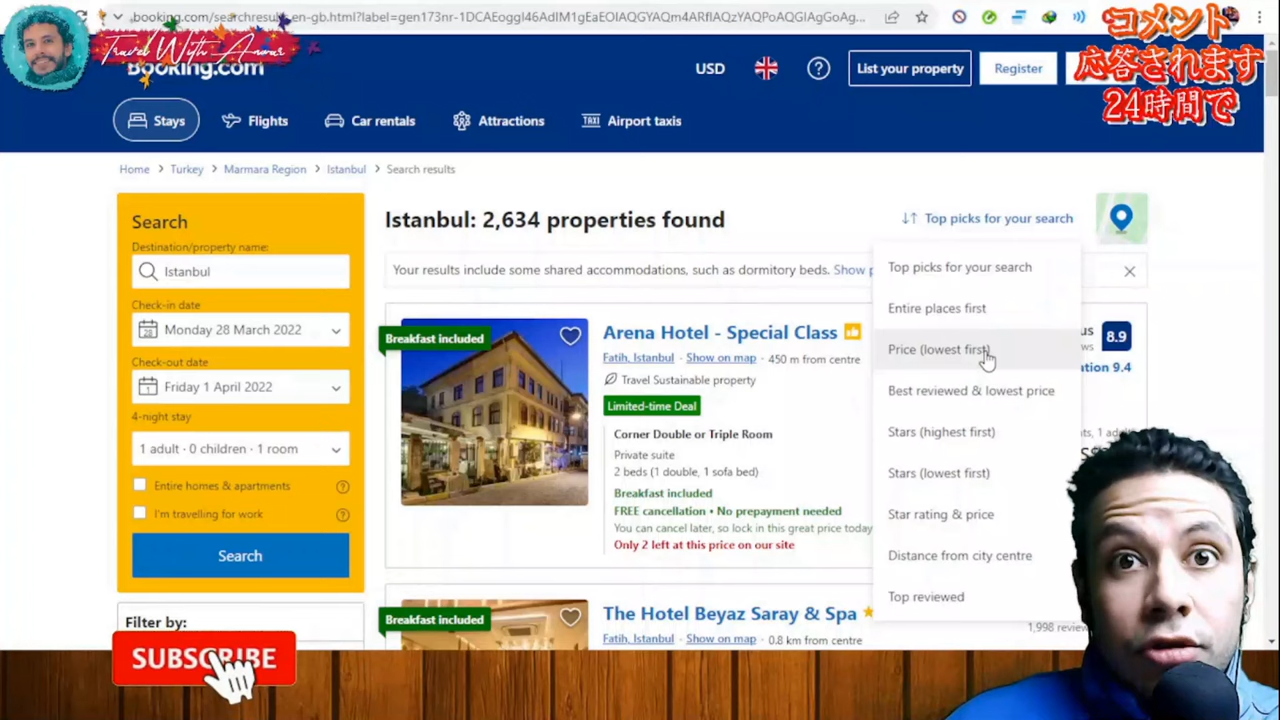 booking.com/searchresults.en-gb.html?label=gen173nr-1DCAEoggI46AdIM1gEaEOIAQGYAQm4ARfIAQzYAQPoAQGIAgGoAg...
Travel With Anwar
Booking.com
コメント
応答されます
24時間で
USD
List your property
Register
Stays
Flights
Car rentals
Attractions
TAXI
Airport taxis
Home > Turkey > Marmara Region > Istanbul > Search results
Search
Destination/property name:
Istanbul
Check-in date
28
Monday 28 March 2022
Check-out date
1
Friday 1 April 2022
4-night stay
1 adult · 0 children · 1 room
Entire homes & apartments
I'm travelling for work
Search
Filter by:
SUBSCRIBE
Istanbul: 2,634 properties found
Top picks for your search
Your results include some shared accommodations, such as dormitory beds. Show
Top picks for your search
Entire places first
Price (lowest first)
Best reviewed & lowest price
Stars (highest first)
Stars (lowest first)
Star rating & price
Distance from city centre
Top reviewed
Breakfast included
Arena Hotel - Special Class
Fatih, Istanbul Show on map · 450 m from centre
Travel Sustainable property
Limited-time Deal
Corner Double or Triple Room
Private suite
2 beds (1 double, 1 sofa bed)
Breakfast included
FREE cancellation • No prepayment needed
You can cancel later, so lock in this great price today
Only 2 left at this price on our site
8.9
9.4
Breakfast included
The Hotel Beyaz Saray & Spa
Fatih, Istanbul Show on map · 0.8 km from centre
1,998